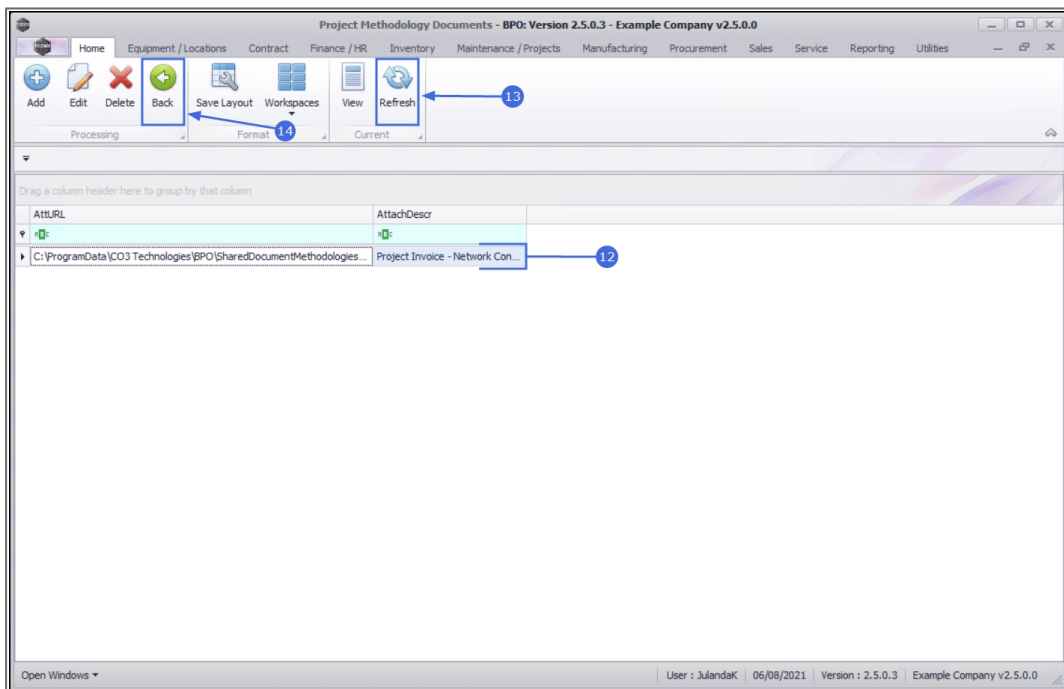 Project Methodology Documents - BPO: Version 2.5.0.3 - Example Company v2.5.0.0
Home Equipment / Locations Contract Finance / HR Inventory Maintenance / Projects Manufacturing Procurement Sales Service Reporting Utilities
Add Edit Delete Back Save Layout Workspaces View Refresh
13
14
Processing Format Current
Drag a column header here to group by that column
AttURL AttachDescr
C:\ProgramData\CO3 Technologies\BPO\SharedDocumentMethodologies... Project Invoice - Network Con...
12
Open Windows User : JulandaK 06/08/2021 Version : 2.5.0.3 Example Company v2.5.0.0